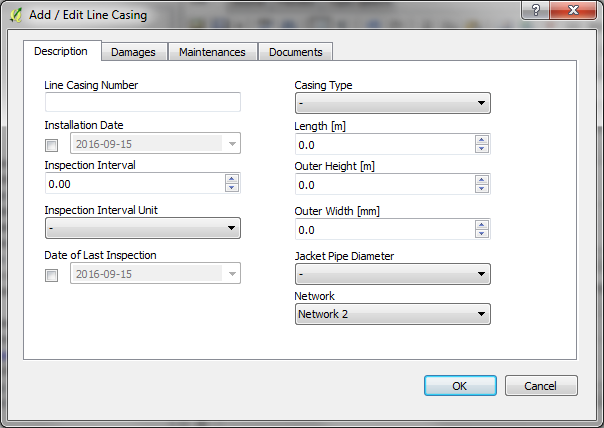 Add / Edit Line Casing
?
Description Damages Maintenances Documents
Line Casing Number
Installation Date
2016-09-15
Inspection Interval
0.00
Inspection Interval Unit
-
Date of Last Inspection
2016-09-15
Casing Type
-
Length [m]
0.0
Outer Height [m]
0.0
Outer Width [mm]
0.0
Jacket Pipe Diameter
-
Network
Network 2
OK Cancel